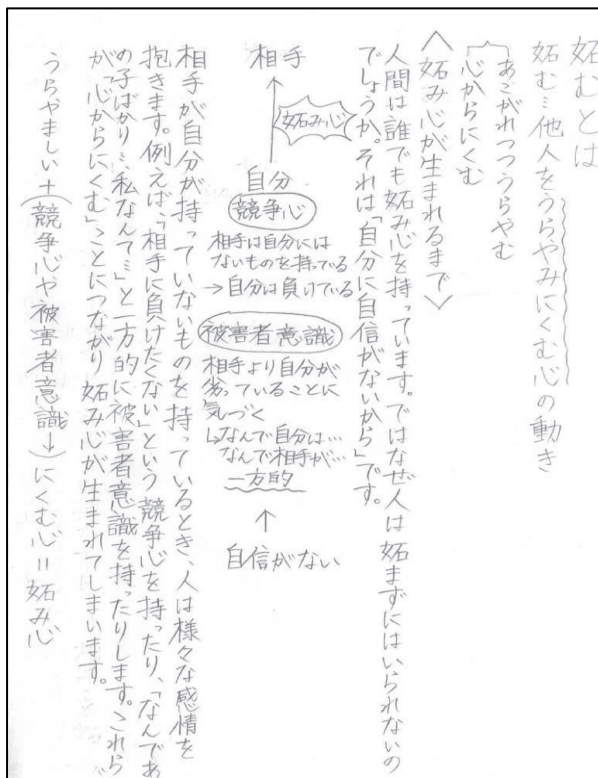 妬むとは
妬む…他人をうらやみにくむ心の動き
あこがれつつうらやむ
心からにくむ
〈妬み心が生まれるまで〉
人間は誰でも妬み心を持っています。ではなぜ人は妬まずにはいられないの
でしょうか。それは「自分に自信がないから」です。
相手
妬み心
自分
競争心
相手は自分には
ないものを持ってる
→自分は負けている
被害者意識
相手より自分が
劣っていることに
気づく
↳なんで自分は…
なんで相手が…
一方的
↑
自信がない
相手が自分が持っていないものを持っているとき、人は様々な感情を
抱きます。例えば、「相手に負けたくない」という競争心を持ったり、「なんであ
の子ばかり…私なんて…」と一方的に被害者意識を持ったりします。これら
が「心からにくむ」ことにつながり妬み心が生まれてしまいます。
うらやましい+(競争心や被害者意識→)にくむ心=妬み心